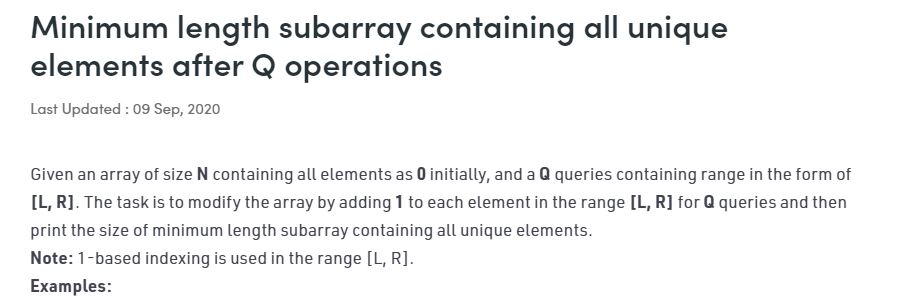 Minimum length subarray containing all unique
elements after Q operations
Last Updated : 09 Sep, 2020
Given an array of size N containing all elements as 0 initially, and a Q queries containing range in the form of
[L, R]. The task is to modify the array by adding 1 to each element in the range [L, R] for Q queries and then
print the size of minimum length subarray containing all unique elements.
Note: 1-based indexing is used in the range [L, R].
Examples: